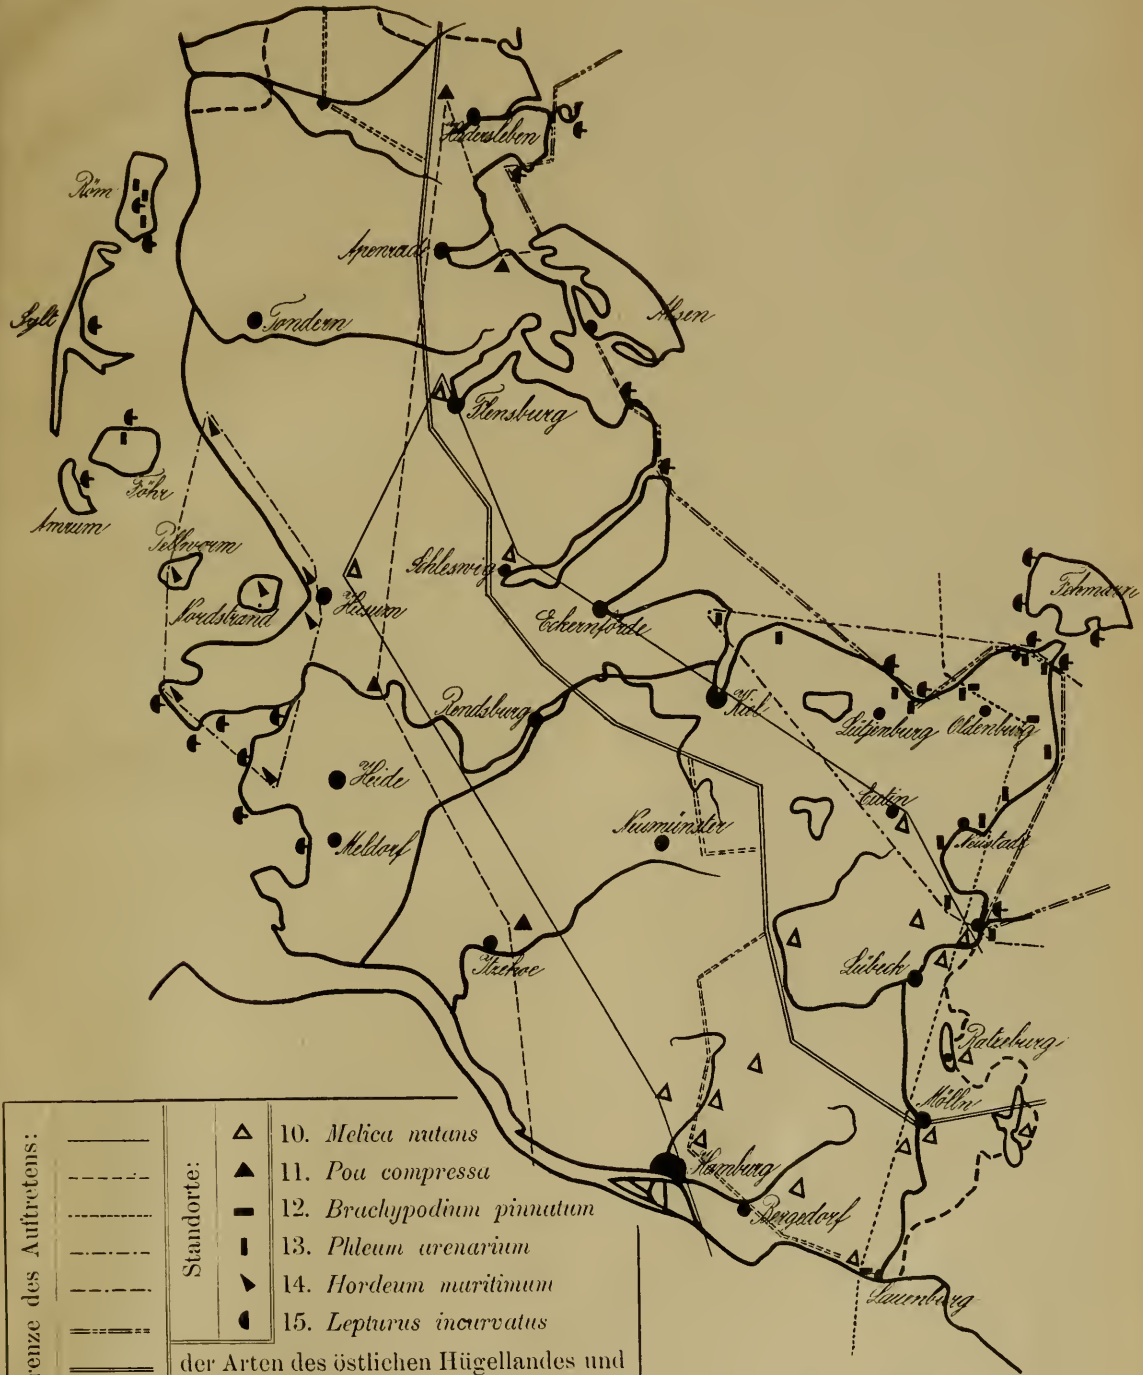 Hadersleben
Röm
Apenrade
Sylt
Tondern
Alsen
Flensburg
Föhr
Amrum
Pellworm
Schleswig
Fehmarn
Nordstrand
Husum
Eckernförde
Rendsburg
Kiel
Lütjenburg
Oldenburg
Heide
Eutin
Neumünster
Meldorf
Neustadt
Itzehoe
Lübeck
Ratzeburg
Mölln
Hamburg
Bergedorf
Lauenburg
renze des Auftretens:
Standorte:
10. Melica nutans
11. Poa compressa
12. Brachypodium pinnatum
13. Phleum arenarium
14. Hordeum maritimum
15. Lepturus incurvatus
der Arten des östlichen Hügellandes und